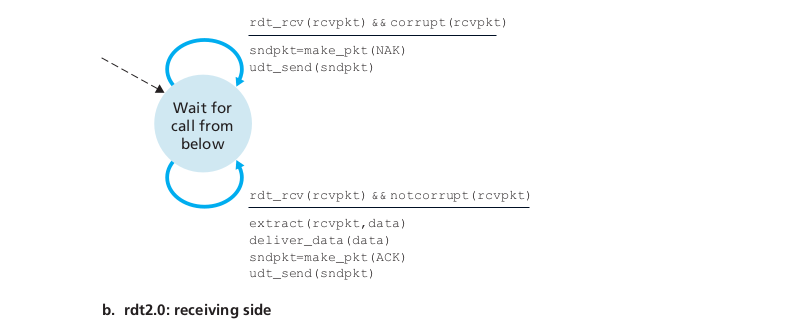 rdt_rcv(rcvpkt) && corrupt(rcvpkt)
sndpkt=make_pkt(NAK)
udt_send(sndpkt)
Wait for
call from
below
rdt_rcv(rcvpkt) && notcorrupt(rcvpkt)
extract(rcvpkt,data)
deliver_data(data)
sndpkt=make_pkt(ACK)
udt_send(sndpkt)
b. rdt2.0: receiving side